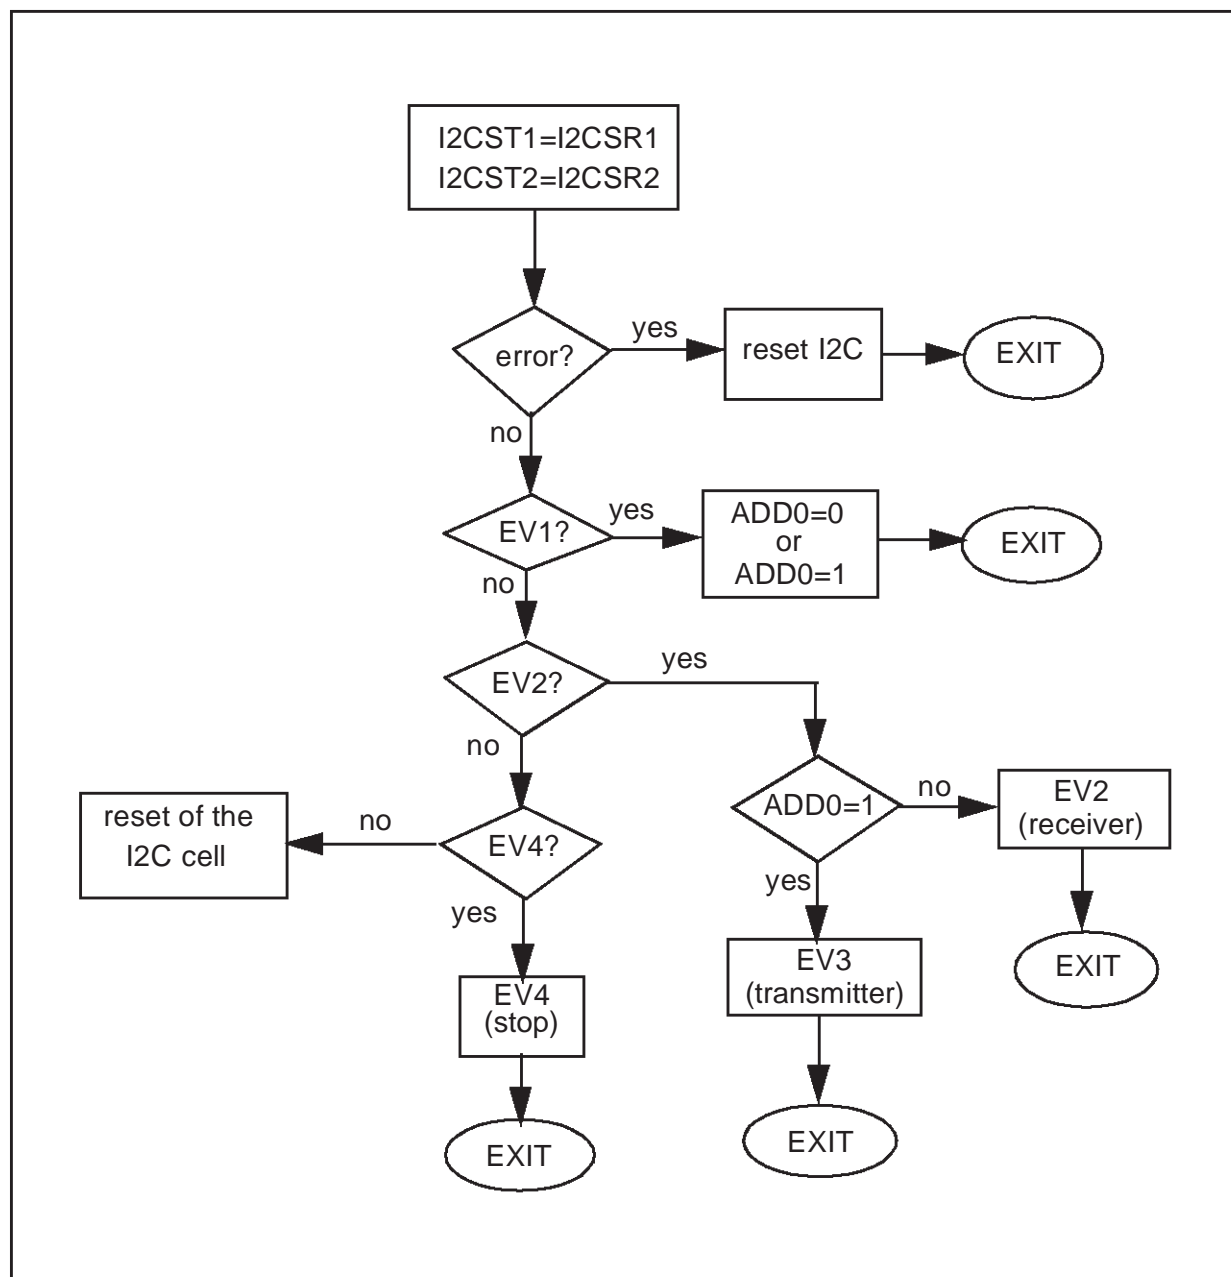 I2CST1=I2CSR1
I2CST2=I2CSR2
error?
yes
reset I2C
EXIT
no
EV1?
yes
ADD0=0
or
ADD0=1
EXIT
no
EV2?
yes
no
ADD0=1
no
EV2
(receiver)
EXIT
reset of the
I2C cell
no
EV4?
yes
yes
EV3
(transmitter)
EV4
(stop)
EXIT
EXIT